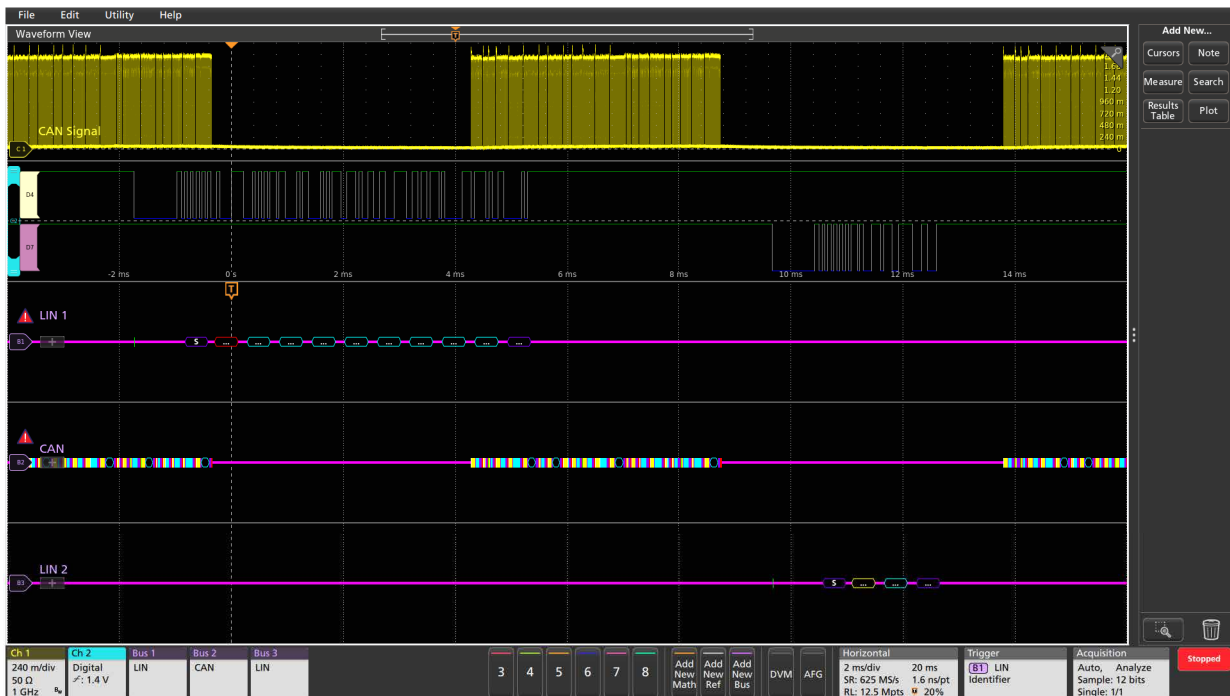 File Edit Utility Help
Waveform View
Add New...
Cursors Note
Measure Search
Results Table Plot
1.44
1.20
960 m
720 m
480 m
240 m
0
CAN Signal
C 1
D4
D7
-2 ms 0 s 2 ms 4 ms 6 ms 8 ms 10 ms 12 ms 14 ms
T
LIN 1
B1 S ... ... ... ... ... ... ... ... ... ...
CAN
B2
LIN 2
B3 S ... ... ...
Ch 1
240 m/div
50 Ω
1 GHz
Ch 2
Digital
: 1.4 V
Bus 1
LIN
Bus 2
CAN
Bus 3
LIN
3 4 5 6 7 8
Add New Math
Add New Ref
Add New Bus
DVM AFG
Horizontal
2 ms/div 20 ms
SR: 625 MS/s 1.6 ns/pt
RL: 12.5 Mpts 20%
Trigger
B1 LIN
Identifier
Acquisition
Auto, Analyze
Sample: 12 bits
Single: 1/1
Stopped